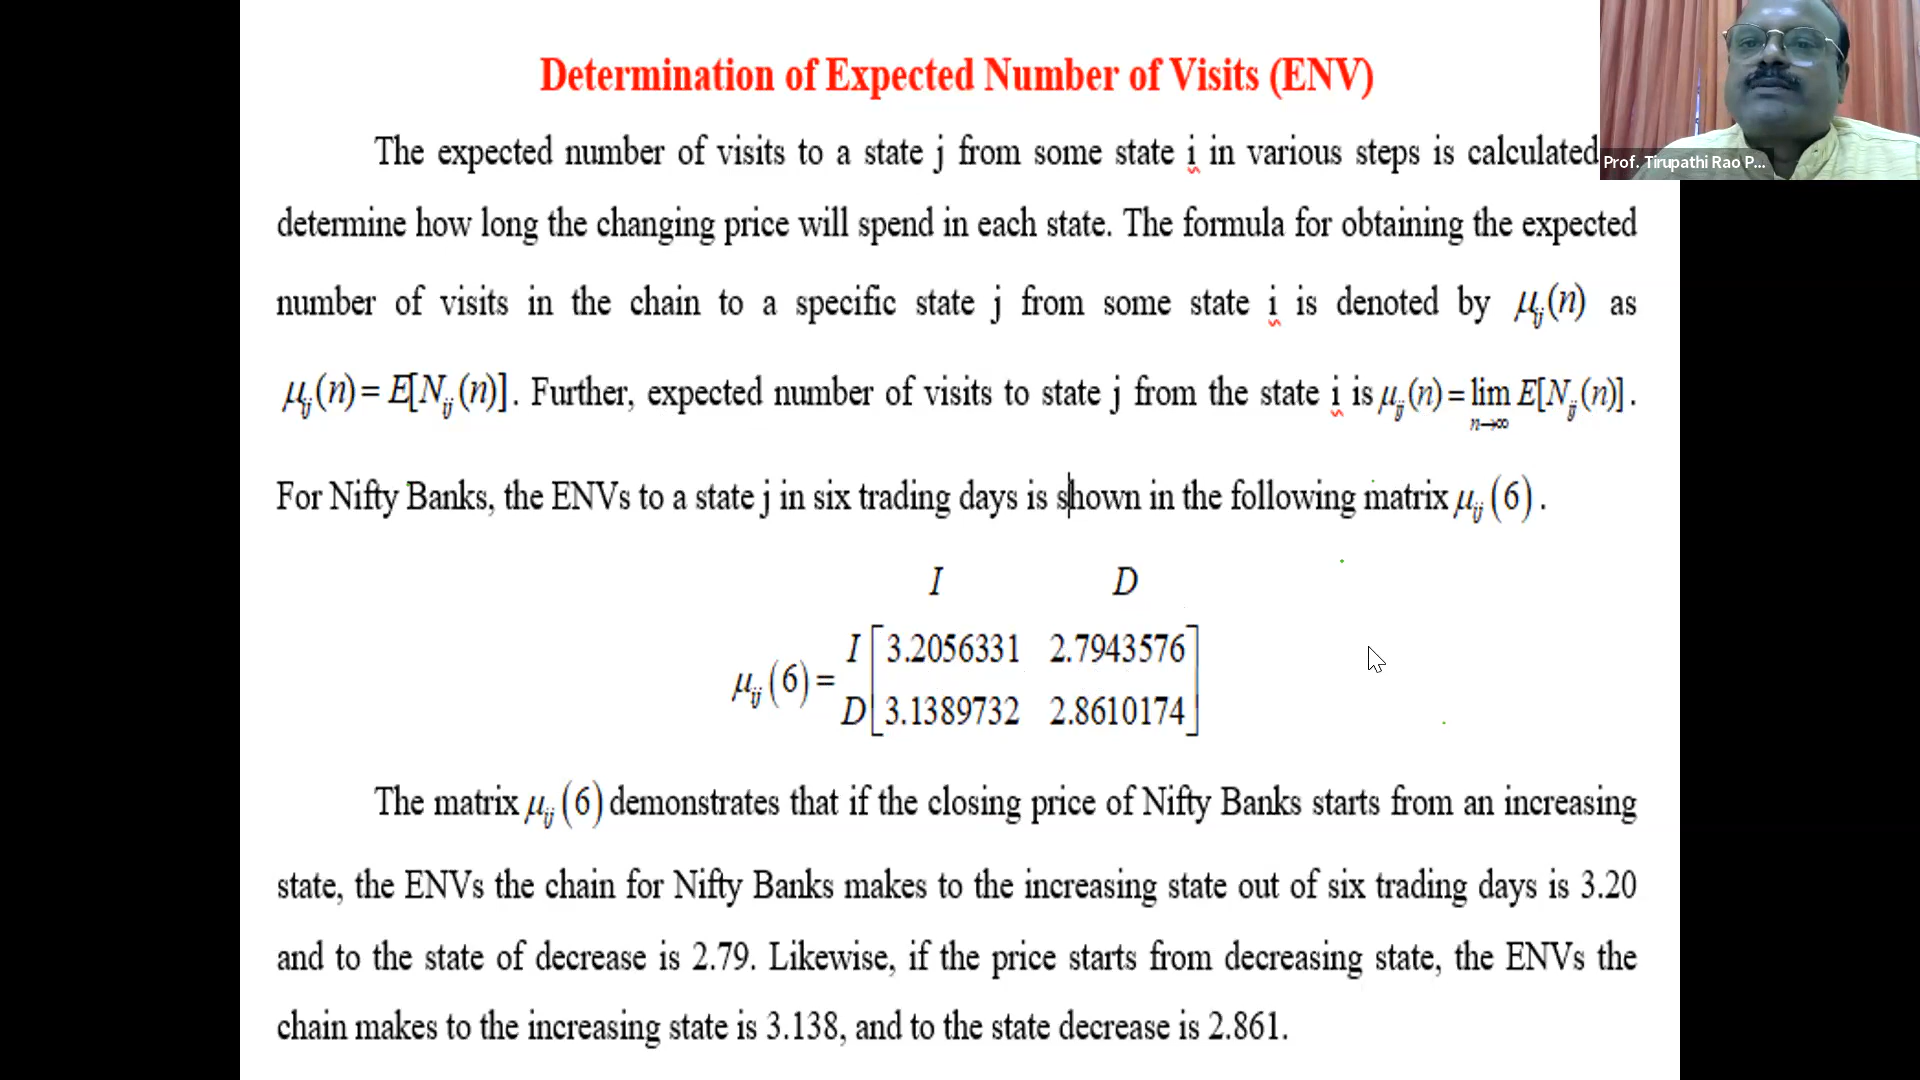 Determination of Expected Number of Visits (ENV)
The expected number of visits to a state j from some state i in various steps is calculated
Prof. Tirupathi Rao P...
determine how long the changing price will spend in each state. The formula for obtaining the expected
number of visits in the chain to a specific state j from some state i is denoted by μij(n) as
μij(n) = E[Nij(n)]. Further, expected number of visits to state j from the state i is μij(n) = lim n→∞ E[Nij(n)].
For Nifty Banks, the ENVs to a state j in six trading days is shown in the following matrix μij(6).
I D
I 3.2056331 2.7943576
μij(6) =
D 3.1389732 2.8610174
The matrix μij(6) demonstrates that if the closing price of Nifty Banks starts from an increasing
state, the ENVs the chain for Nifty Banks makes to the increasing state out of six trading days is 3.20
and to the state of decrease is 2.79. Likewise, if the price starts from decreasing state, the ENVs the
chain makes to the increasing state is 3.138, and to the state decrease is 2.861.